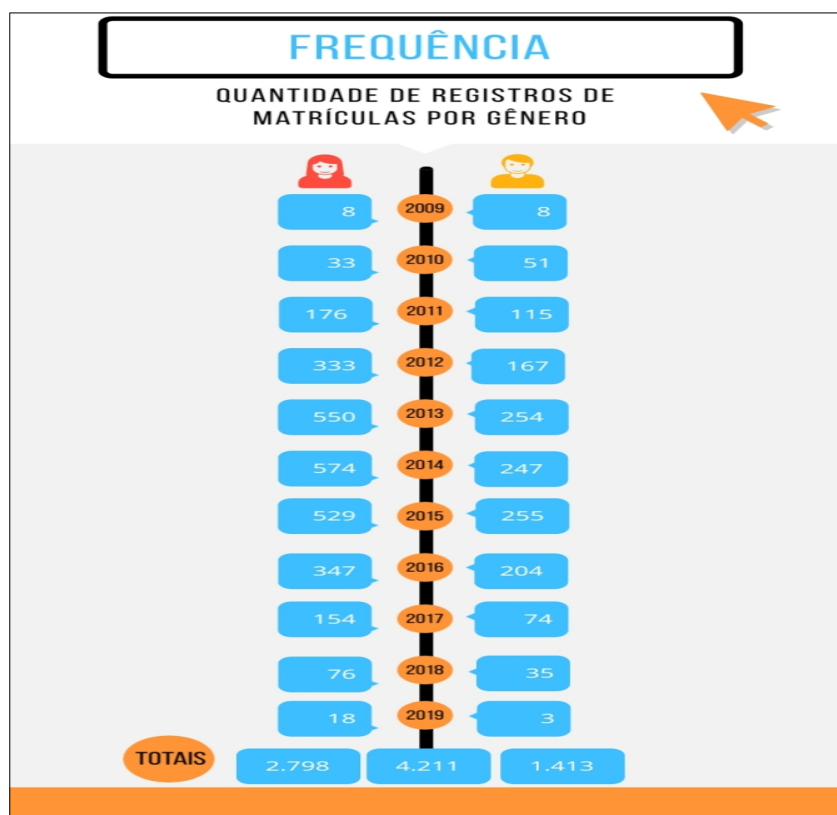 FREQUÊNCIA
QUANTIDADE DE REGISTROS DE
MATRÍCULAS POR GÊNERO
8 2009 8
33 2010 51
176 2011 115
333 2012 167
550 2013 254
574 2014 247
529 2015 255
347 2016 204
154 2017 74
76 2018 35
18 2019 3
TOTAIS 2.798 4.211 1.413